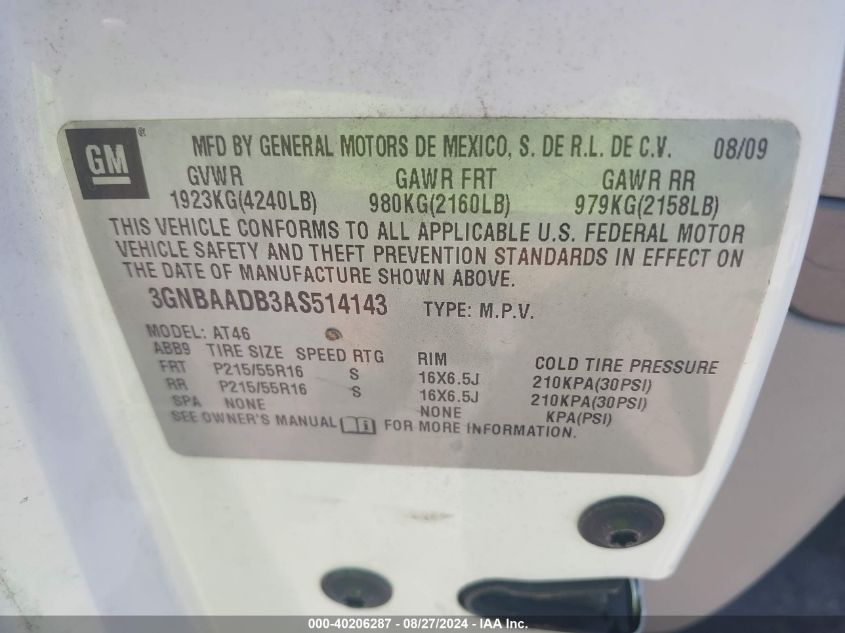 GM ® MFD BY GENERAL MOTORS DE MEXICO, S. DE R.L. DE C.V. 08/09
GVWR GAWR FRT GAWR RR
1923KG(4240LB) 980KG(2160LB) 979KG(2158LB)
THIS VEHICLE CONFORMS TO ALL APPLICABLE U.S. FEDERAL MOTOR
VEHICLE SAFETY AND THEFT PREVENTION STANDARDS IN EFFECT ON
THE DATE OF MANUFACTURE SHOWN ABOVE.
3GNBAADB3AS514143 TYPE: M.P.V.
MODEL: AT46
ABB9 TIRE SIZE SPEED RTG RIM COLD TIRE PRESSURE
FRT P215/55R16 S 16X6.5J 210KPA(30PSI)
RR P215/55R16 S 16X6.5J 210KPA(30PSI)
SPA NONE NONE KPA(PSI)
SEE OWNER'S MANUAL FOR MORE INFORMATION.
000-40206287 - 08/27/2024 - IAA Inc.